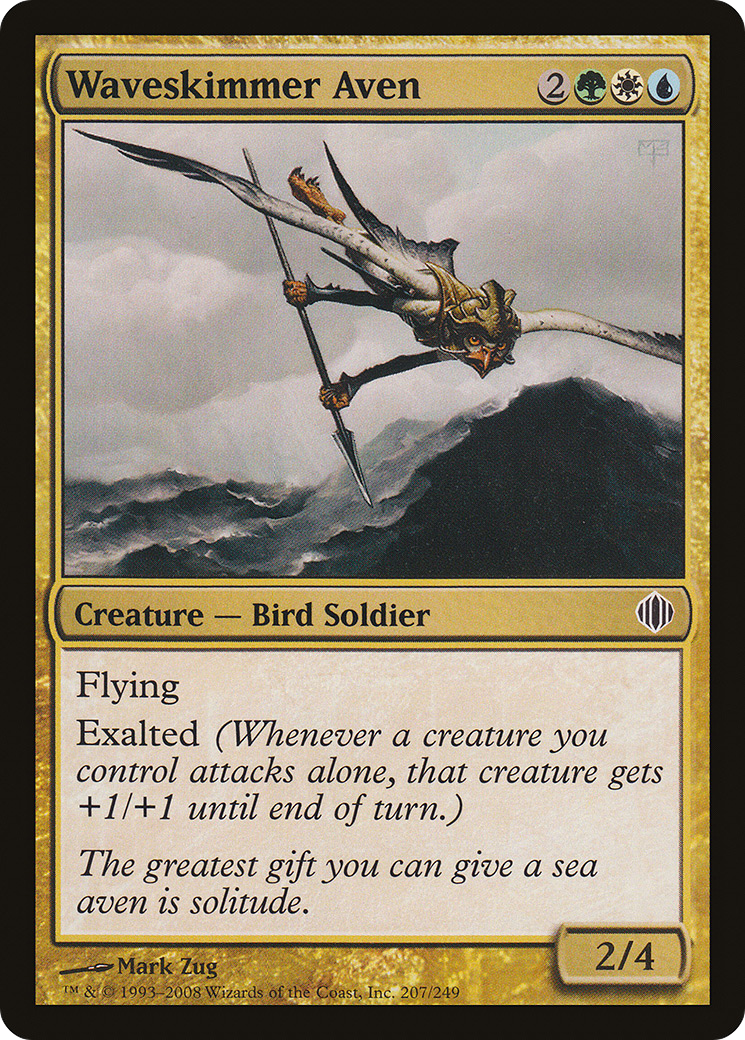 Waveskimmer Aven 2
Creature — Bird Soldier
Flying
Exalted (Whenever a creature you
control attacks alone, that creature gets
+1/+1 until end of turn.)
The greatest gift you can give a sea
aven is solitude.
2/4
Mark Zug
™ & © 1993–2008 Wizards of the Coast, Inc. 207/249